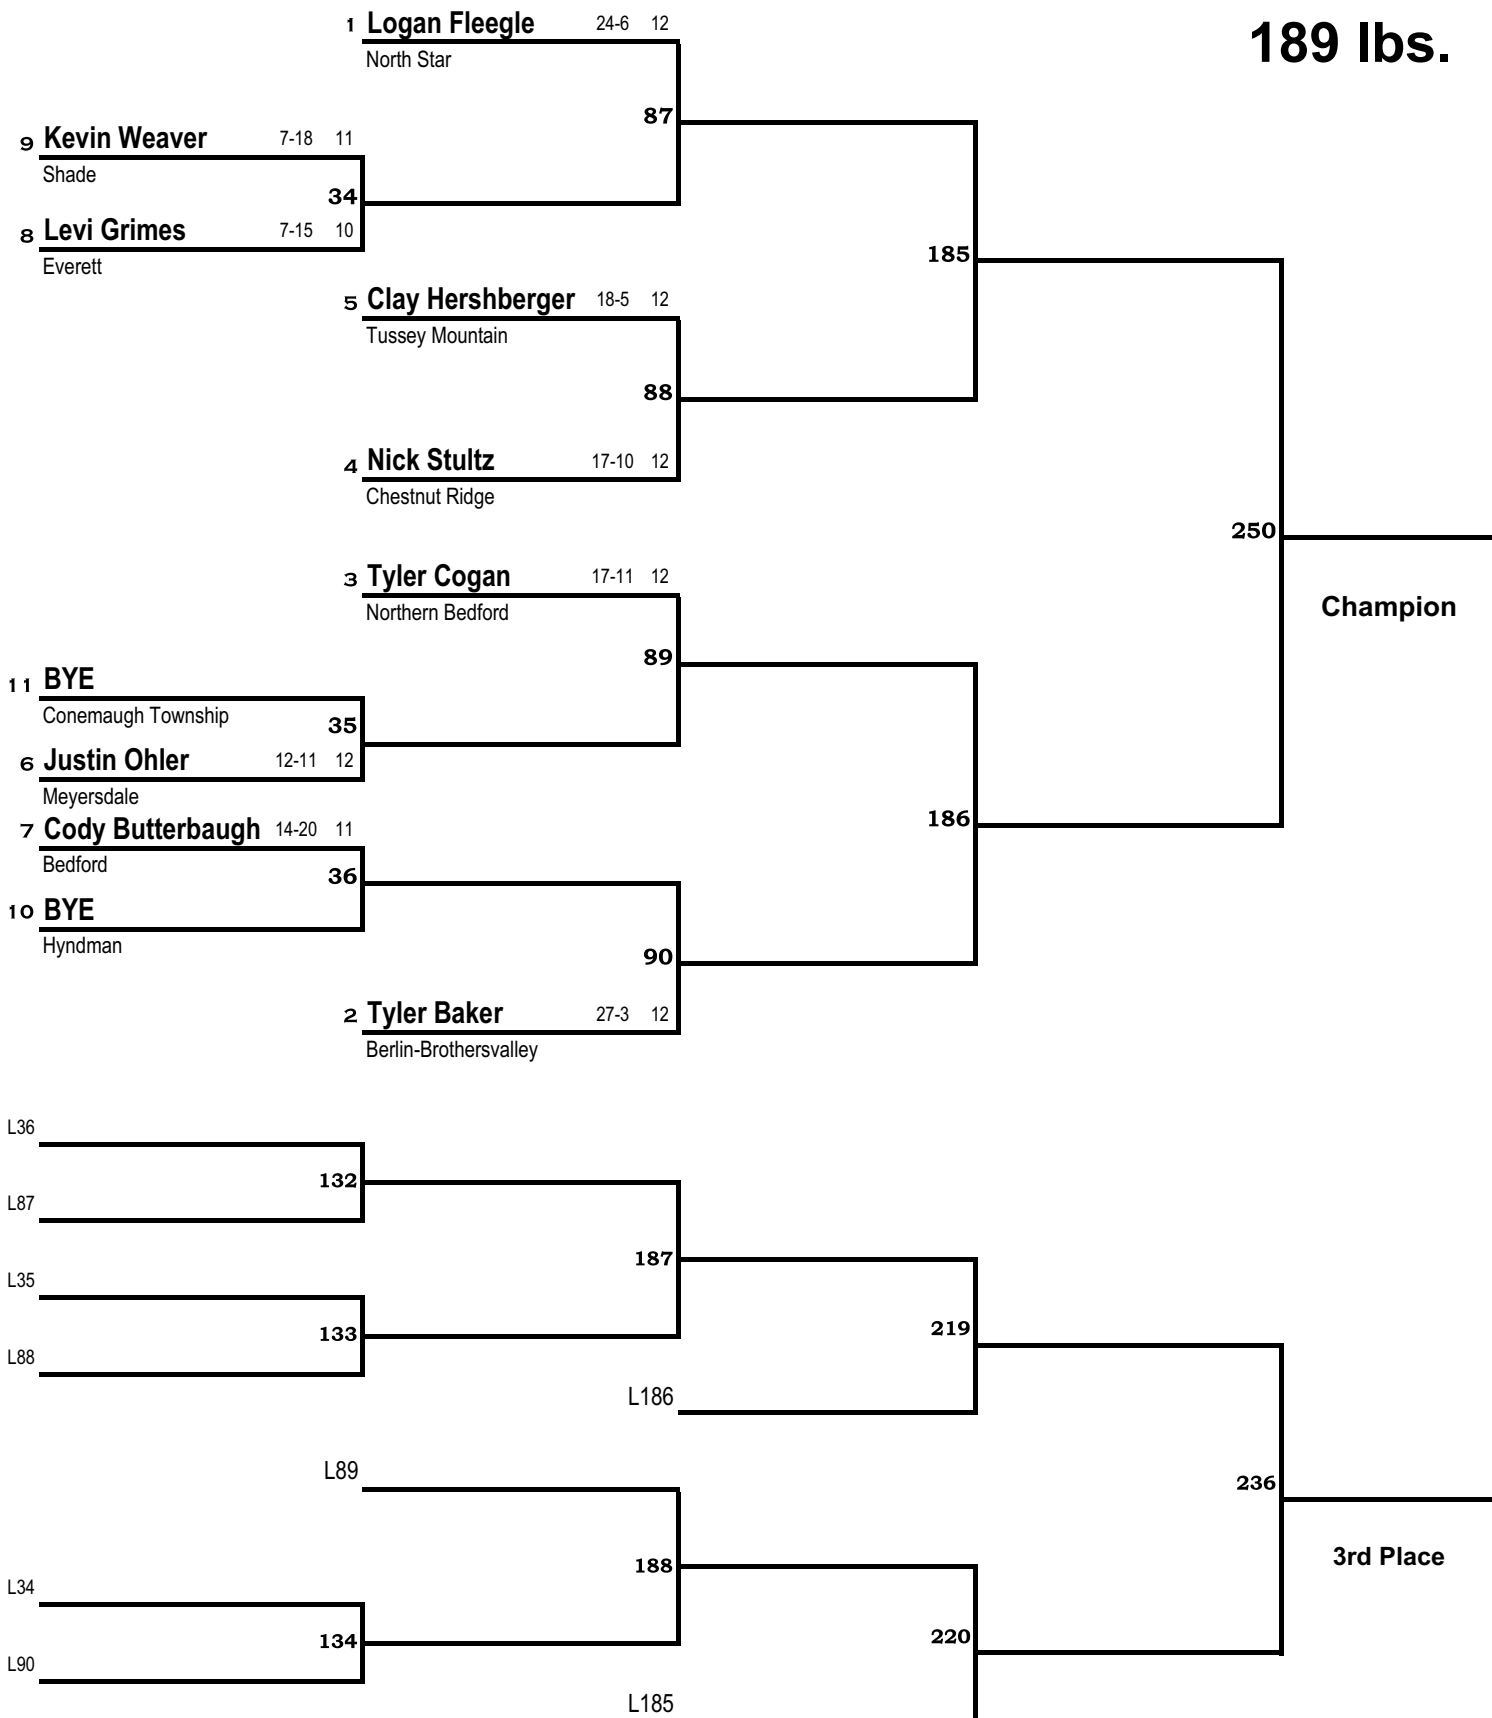 189 lbs.
1 Logan Fleegle 24-6 12
North Star
87
9 Kevin Weaver 7-18 11
Shade
34
8 Levi Grimes 7-15 10
Everett
185
5 Clay Hershberger 18-5 12
Tussey Mountain
88
4 Nick Stultz 17-10 12
Chestnut Ridge
250
3 Tyler Cogan 17-11 12
Northern Bedford
Champion
89
11 BYE
Conemaugh Township
35
6 Justin Ohler 12-11 12
Meyersdale
186
7 Cody Butterbaugh 14-20 11
Bedford
36
10 BYE
Hyndman
90
2 Tyler Baker 27-3 12
Berlin-Brothersvalley
L36
132
L87
187
L35
219
133
L88
L186
L89
236
3rd Place
188
L34
220
134
L90
L185